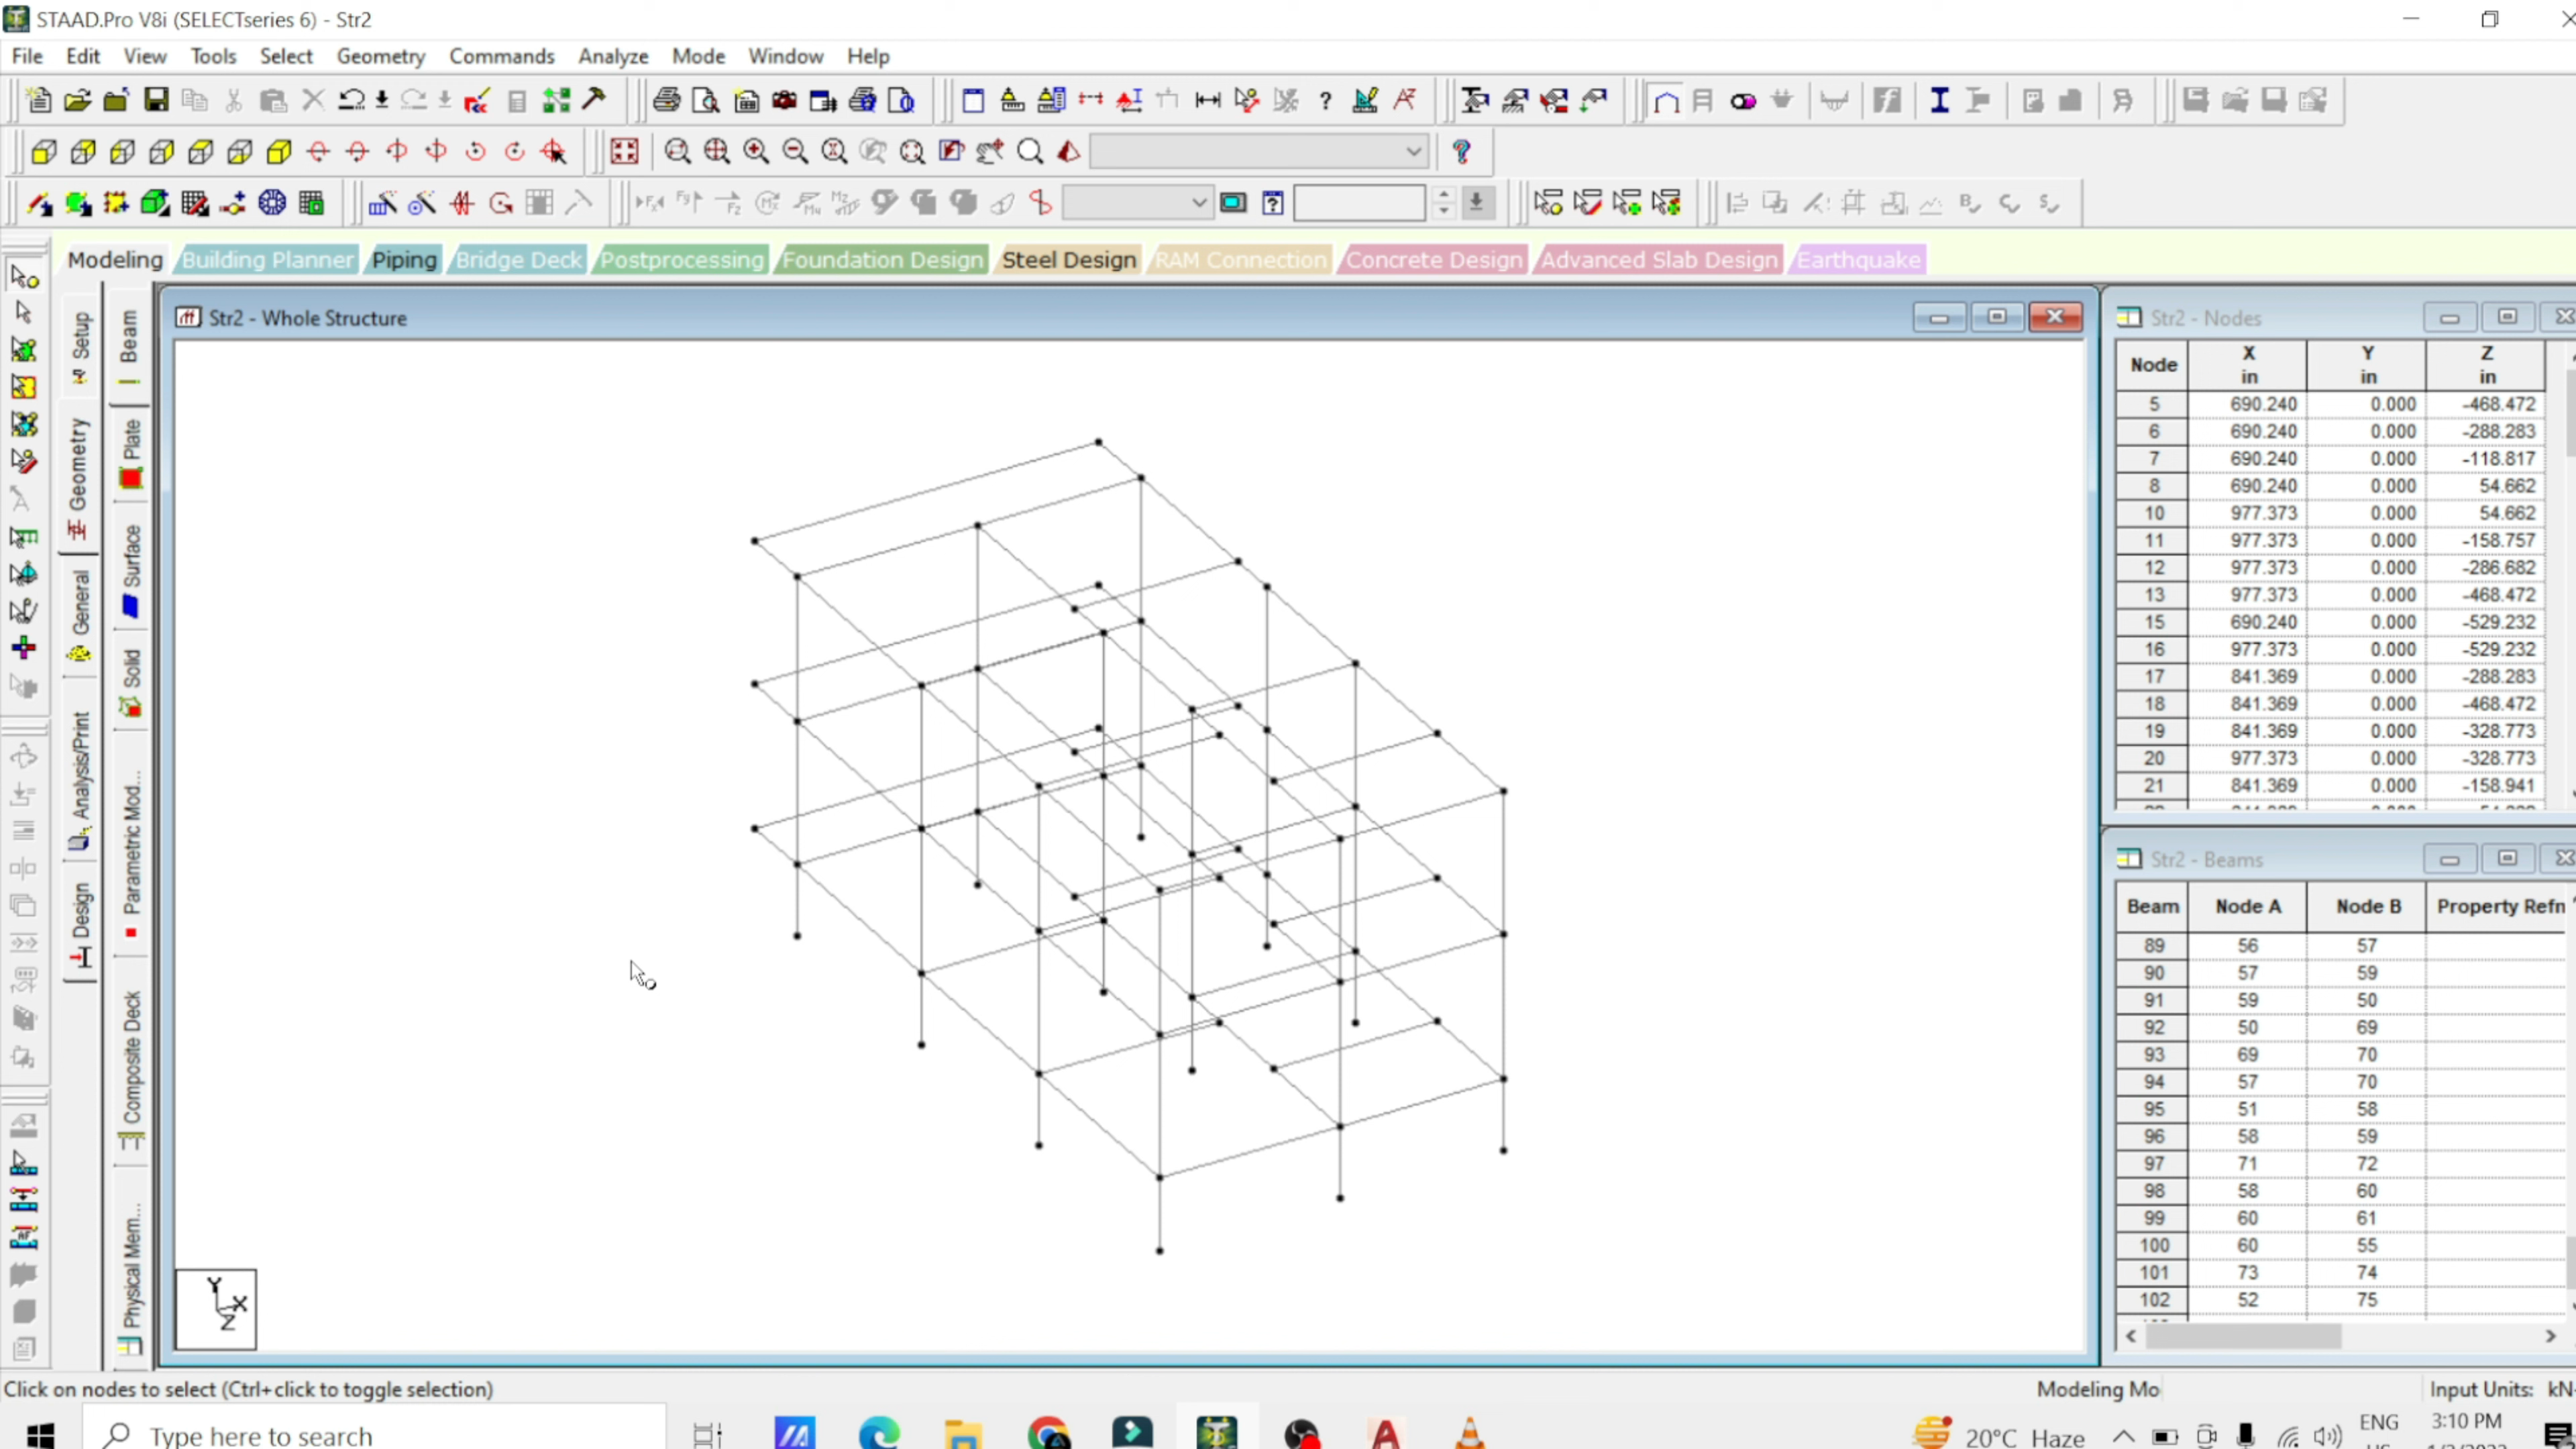 STAAD.Pro V8i (SELECTseries 6) - Str2
File Edit View Tools Select Geometry Commands Analyze Mode Window Help
Modeling Building Planner Piping Bridge Deck Postprocessing Foundation Design Steel Design RAM Connection Concrete Design Advanced Slab Design Earthquake
Setup
Geometry
General
Analysis/Print
Design
Beam
Plate
Surface
Solid
Parametric Mod...
Composite Deck
Physical Mem...
Str2 - Whole Structure
Y
X
Z
Str2 - Nodes
Node X in Y in Z in
5 690.240 0.000 -468.472
6 690.240 0.000 -288.283
7 690.240 0.000 -118.817
8 690.240 0.000 54.662
10 977.373 0.000 54.662
11 977.373 0.000 -158.757
12 977.373 0.000 -286.682
13 977.373 0.000 -468.472
15 690.240 0.000 -529.232
16 977.373 0.000 -529.232
17 841.369 0.000 -288.283
18 841.369 0.000 -468.472
19 841.369 0.000 -328.773
20 977.373 0.000 -328.773
21 841.369 0.000 -158.941
Str2 - Beams
Beam Node A Node B Property Refn
89 56 57
90 57 59
91 59 50
92 50 69
93 69 70
94 57 70
95 51 58
96 58 59
97 71 72
98 58 60
99 60 61
100 60 55
101 73 74
102 52 75
Click on nodes to select (Ctrl+click to toggle selection)
Modeling Mo
Input Units: kN-
Type here to search
20°C Haze
ENG
3:10 PM